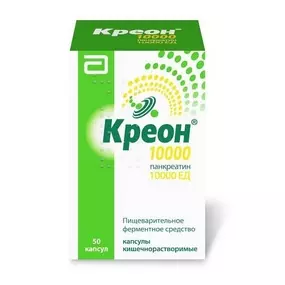 Креон®
10000
панкреатин
10000 ЕД
Пищеварительное
ферментное средство
50
капсул
капсулы
кишечнорастворимые